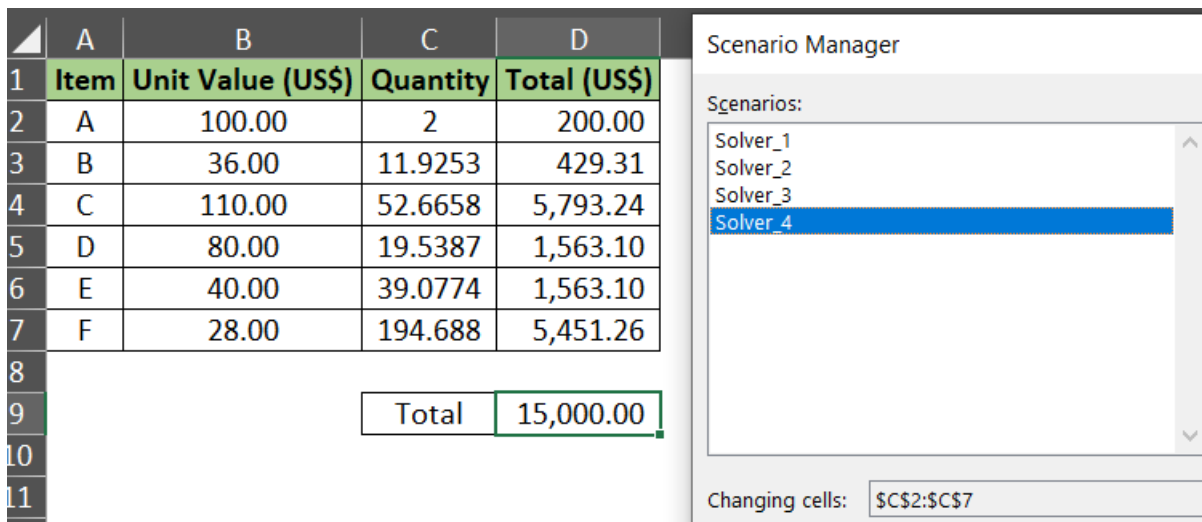 A B C D
1 Item Unit Value (US$) Quantity Total (US$)
2 A 100.00 2 200.00
3 B 36.00 11.9253 429.31
4 C 110.00 52.6658 5,793.24
5 D 80.00 19.5387 1,563.10
6 E 40.00 39.0774 1,563.10
7 F 28.00 194.688 5,451.26
8
9 Total 15,000.00
10
11
Scenario Manager
Scenarios:
Solver_1
Solver_2
Solver_3
Solver_4
Changing cells: $C$2:$C$7